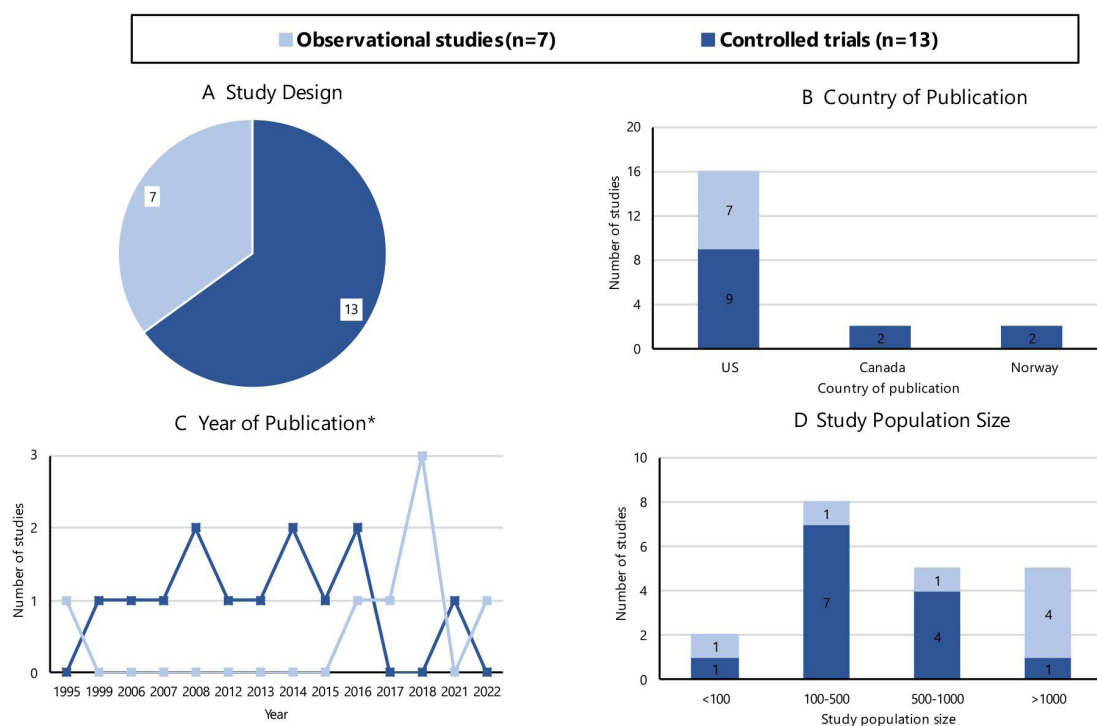 Observational studies (n=7) Controlled trials (n=13)
A Study Design
7
13
B Country of Publication
Number of studies
20
16
12
8
4
0
7
9
2
2
US Canada Norway
Country of publication
C Year of Publication*
Number of studies
3
2
1
0
1995 1999 2006 2007 2008 2012 2013 2014 2015 2016 2017 2018 2021 2022
Year
D Study Population Size
Number of studies
10
8
6
4
2
0
1
1
1
7
1
4
4
1
<100 100-500 500-1000 >1000
Study population size